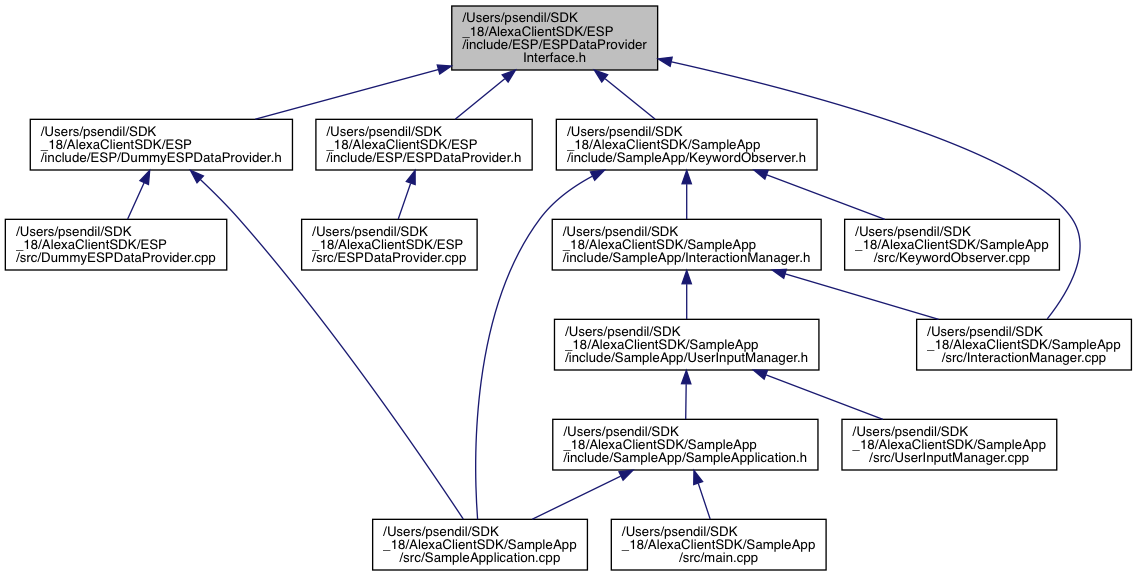 /Users/psendil/SDK
_18/AlexaClientSDK/ESP
/include/ESP/ESPDataProvider
Interface.h
/Users/psendil/SDK
_18/AlexaClientSDK/ESP
/include/ESP/DummyESPDataProvider.h
/Users/psendil/SDK
_18/AlexaClientSDK/ESP
/include/ESP/ESPDataProvider.h
/Users/psendil/SDK
_18/AlexaClientSDK/SampleApp
/include/SampleApp/KeywordObserver.h
/Users/psendil/SDK
_18/AlexaClientSDK/ESP
/src/DummyESPDataProvider.cpp
/Users/psendil/SDK
_18/AlexaClientSDK/ESP
/src/ESPDataProvider.cpp
/Users/psendil/SDK
_18/AlexaClientSDK/SampleApp
/include/SampleApp/InteractionManager.h
/Users/psendil/SDK
_18/AlexaClientSDK/SampleApp
/src/KeywordObserver.cpp
/Users/psendil/SDK
_18/AlexaClientSDK/SampleApp
/include/SampleApp/UserInputManager.h
/Users/psendil/SDK
_18/AlexaClientSDK/SampleApp
/src/InteractionManager.cpp
/Users/psendil/SDK
_18/AlexaClientSDK/SampleApp
/include/SampleApp/SampleApplication.h
/Users/psendil/SDK
_18/AlexaClientSDK/SampleApp
/src/UserInputManager.cpp
/Users/psendil/SDK
_18/AlexaClientSDK/SampleApp
/src/SampleApplication.cpp
/Users/psendil/SDK
_18/AlexaClientSDK/SampleApp
/src/main.cpp